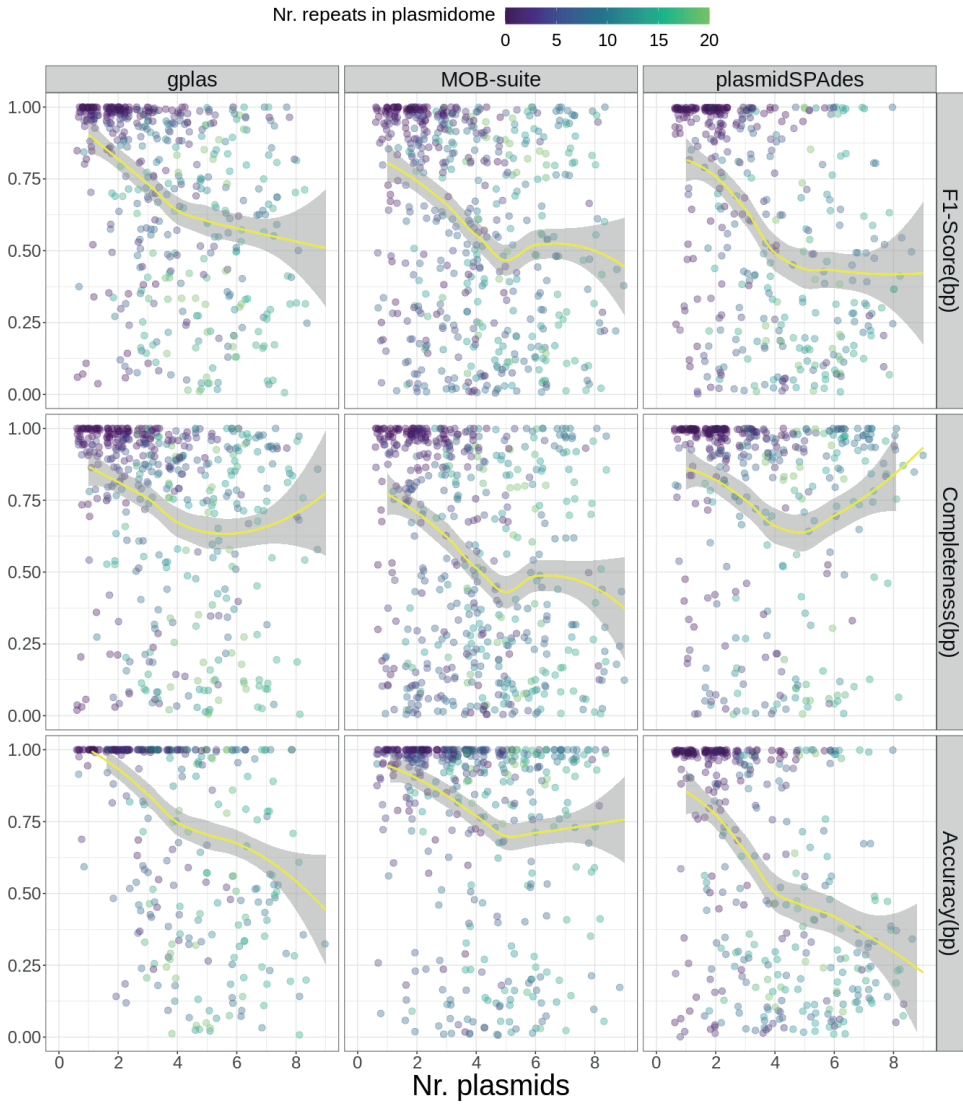 Nr. repeats in plasmidome
0 5 10 15 20
gplas MOB-suite plasmidSPAdes
1.00
0.75
0.50
0.25
0.00
F1-Score(bp)
1.00
0.75
0.50
0.25
0.00
Completeness(bp)
1.00
0.75
0.50
0.25
0.00
Accuracy(bp)
0 2 4 6 8 0 2 4 6 8 0 2 4 6 8
Nr. plasmids